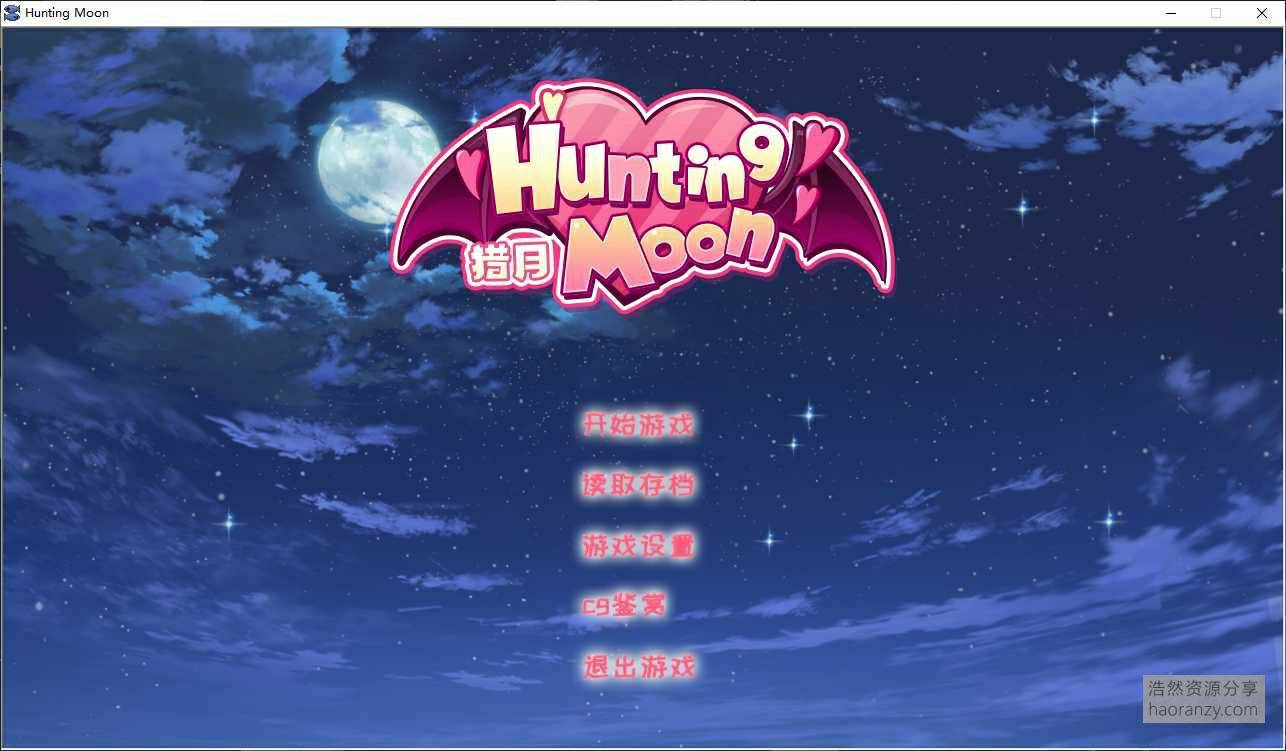 Hunting Moon
Hunting
Moon
猎月
开始游戏
读取存档
游戏设置
cg鉴赏
退出游戏
浩然资源分享
haoranzy.com